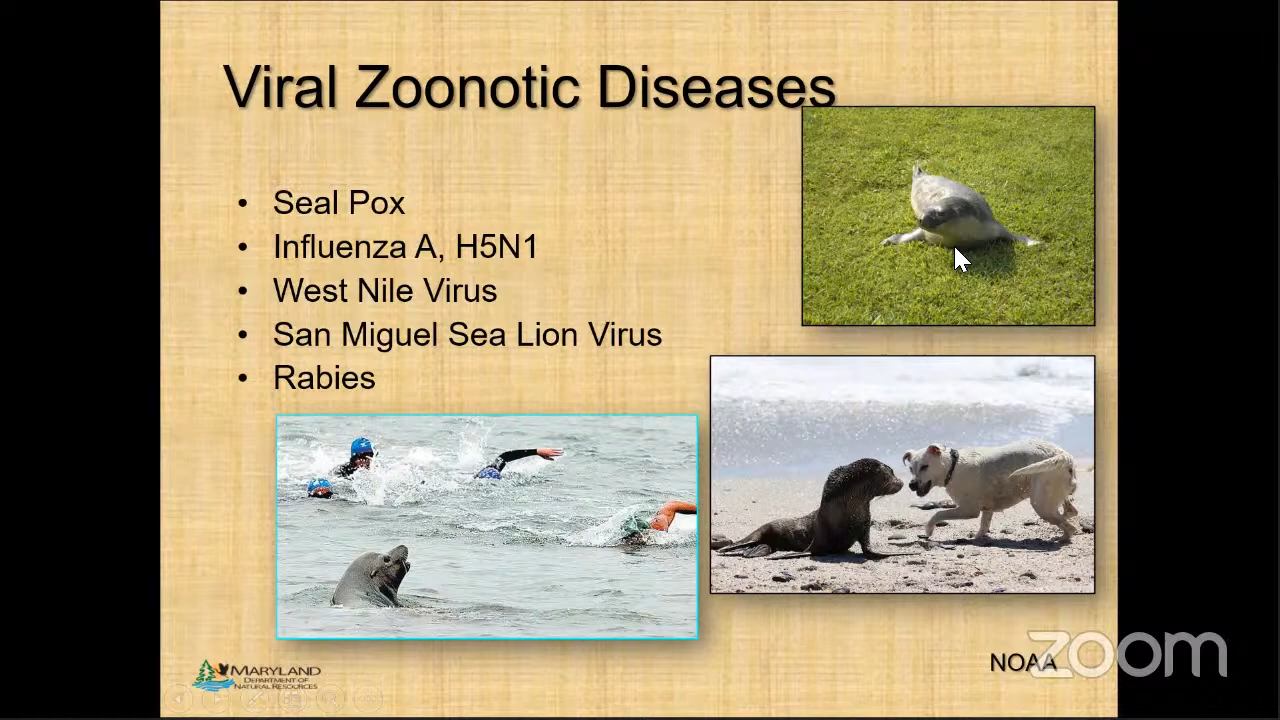 Viral Zoonotic Diseases
• Seal Pox
• Influenza A, H5N1
• West Nile Virus
• San Miguel Sea Lion Virus
• Rabies
MARYLAND
DEPARTMENT OF
NATURAL RESOURCES
NOAA
zoom